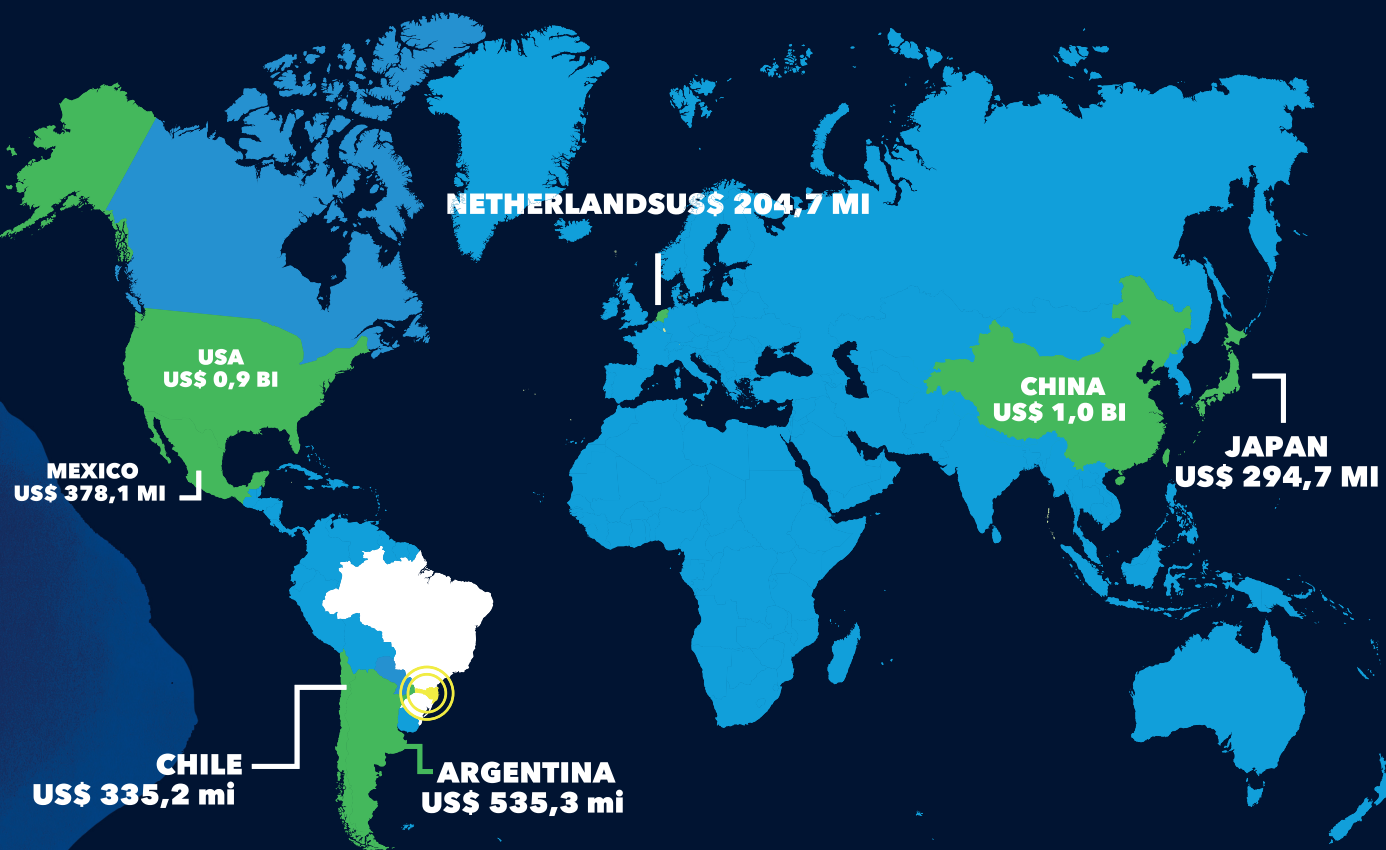 NETHERLANDSUS$ 204,7 MI
USA
US$ 0,9 BI
CHINA
US$ 1,0 BI
JAPAN
US$ 294,7 MI
MEXICO
US$ 378,1 MI
CHILE
US$ 335,2 mi
ARGENTINA
US$ 535,3 mi